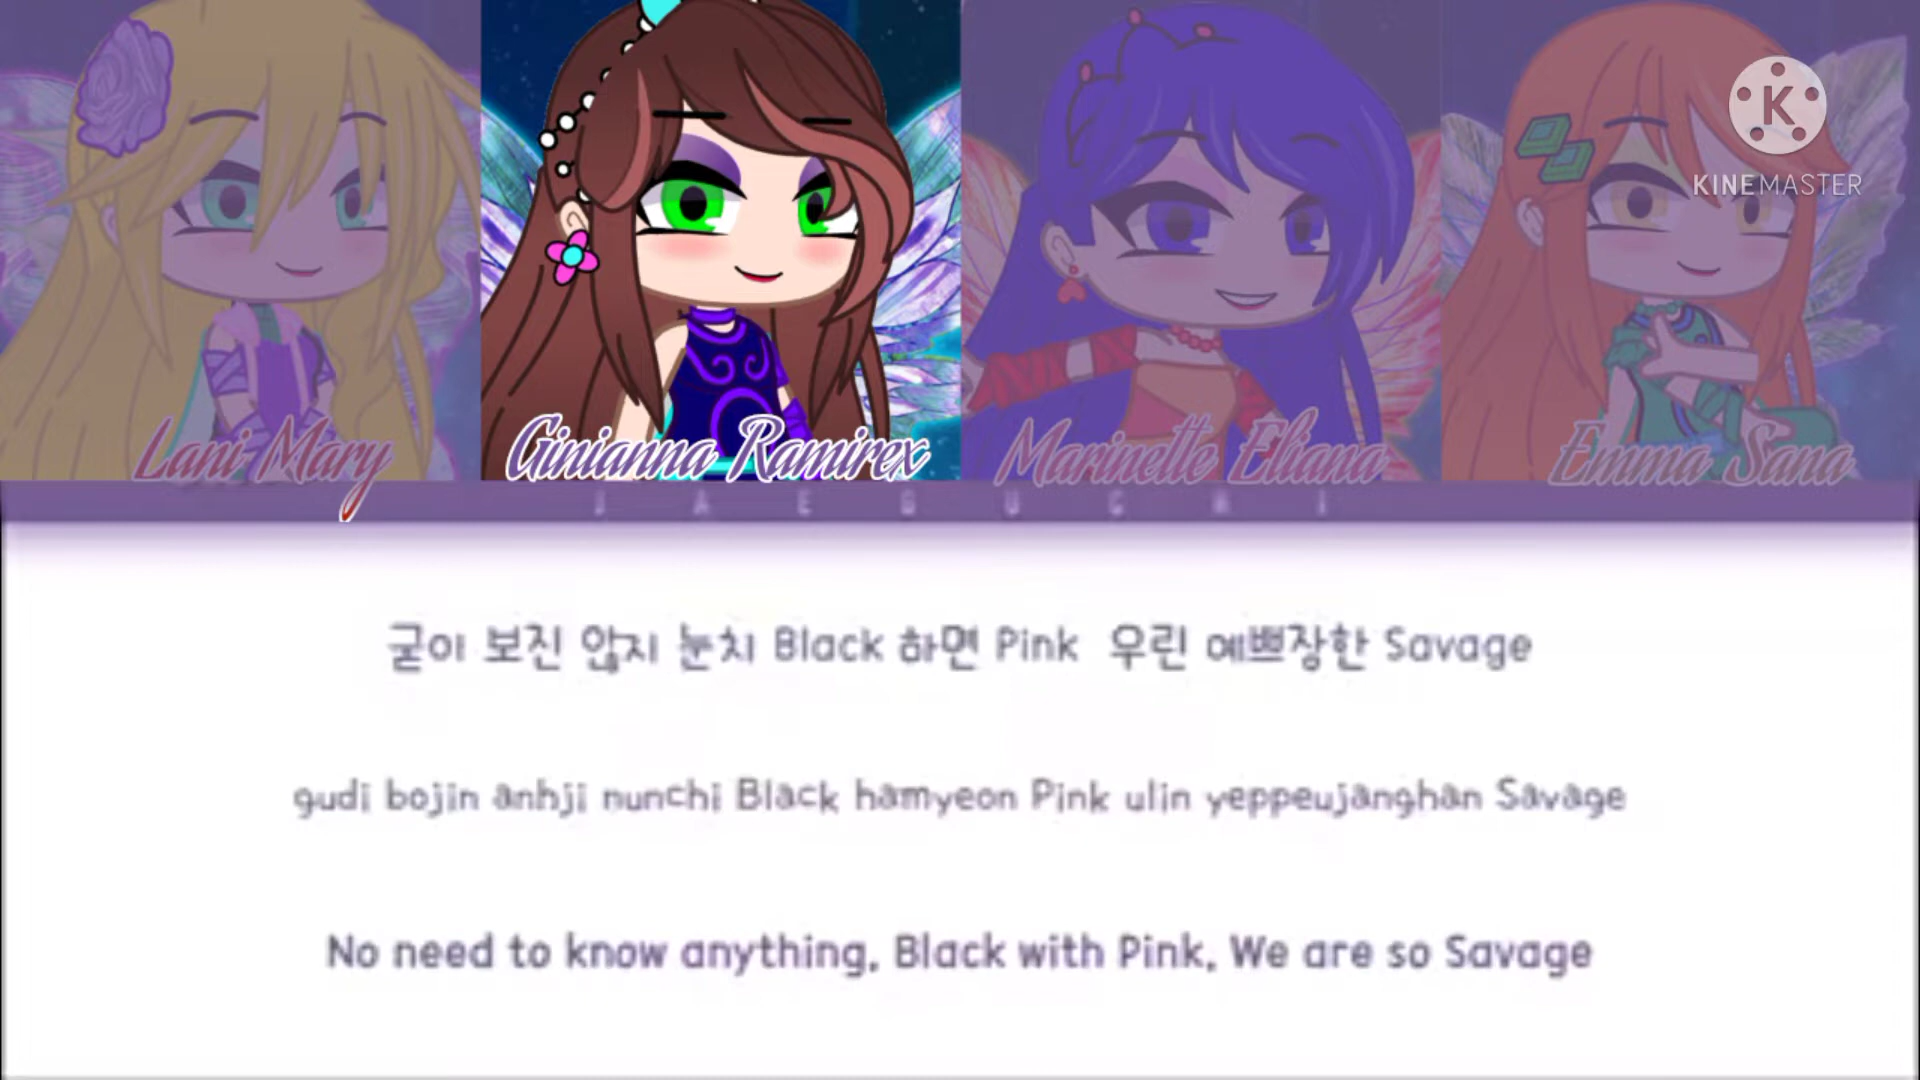 KINEMASTER
Lani Mary
Ginianna Ramirex
Marinette Eliana
Emma Sana
굳이 보진 않지 눈치 Black 하면 Pink 우린 예쁘장한 Savage
gudi bojin anhji nunchi Black hamyeon Pink ulin yeppeujanghan Savage
No need to know anything, Black with Pink, We are so Savage